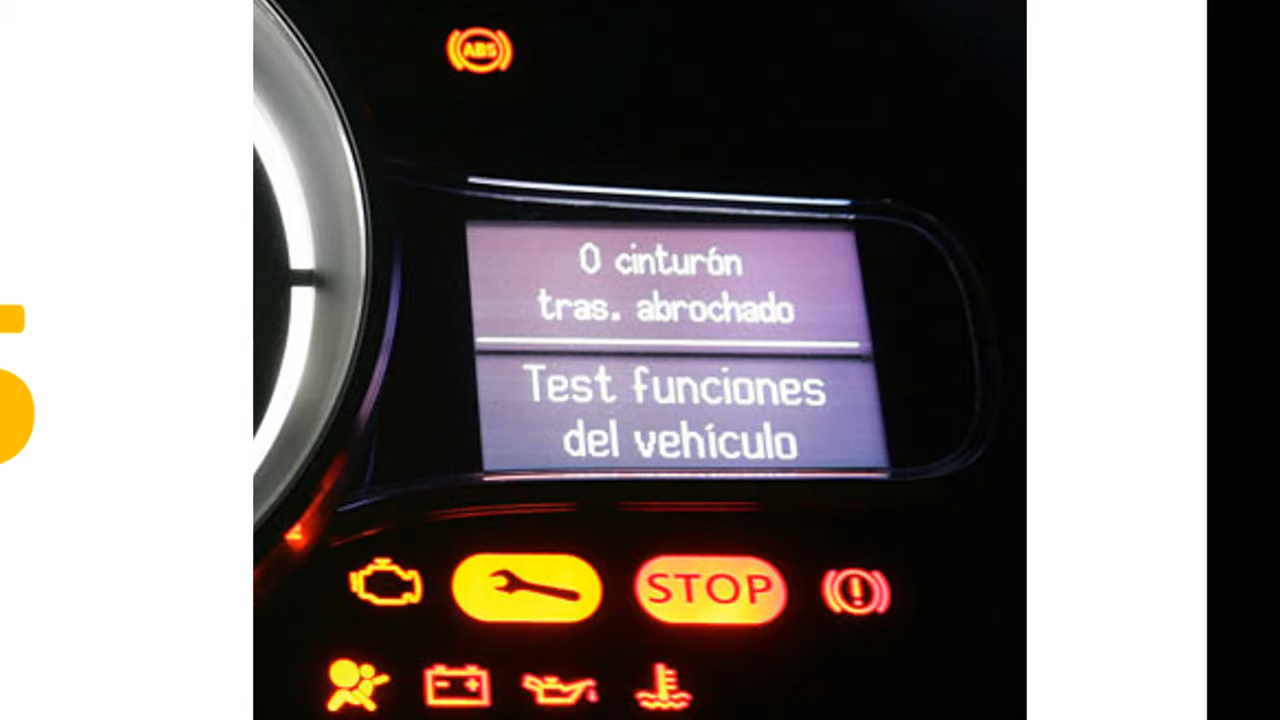 ABS
0 cinturón
tras. abrochado
Test funciones
del vehículo
STOP